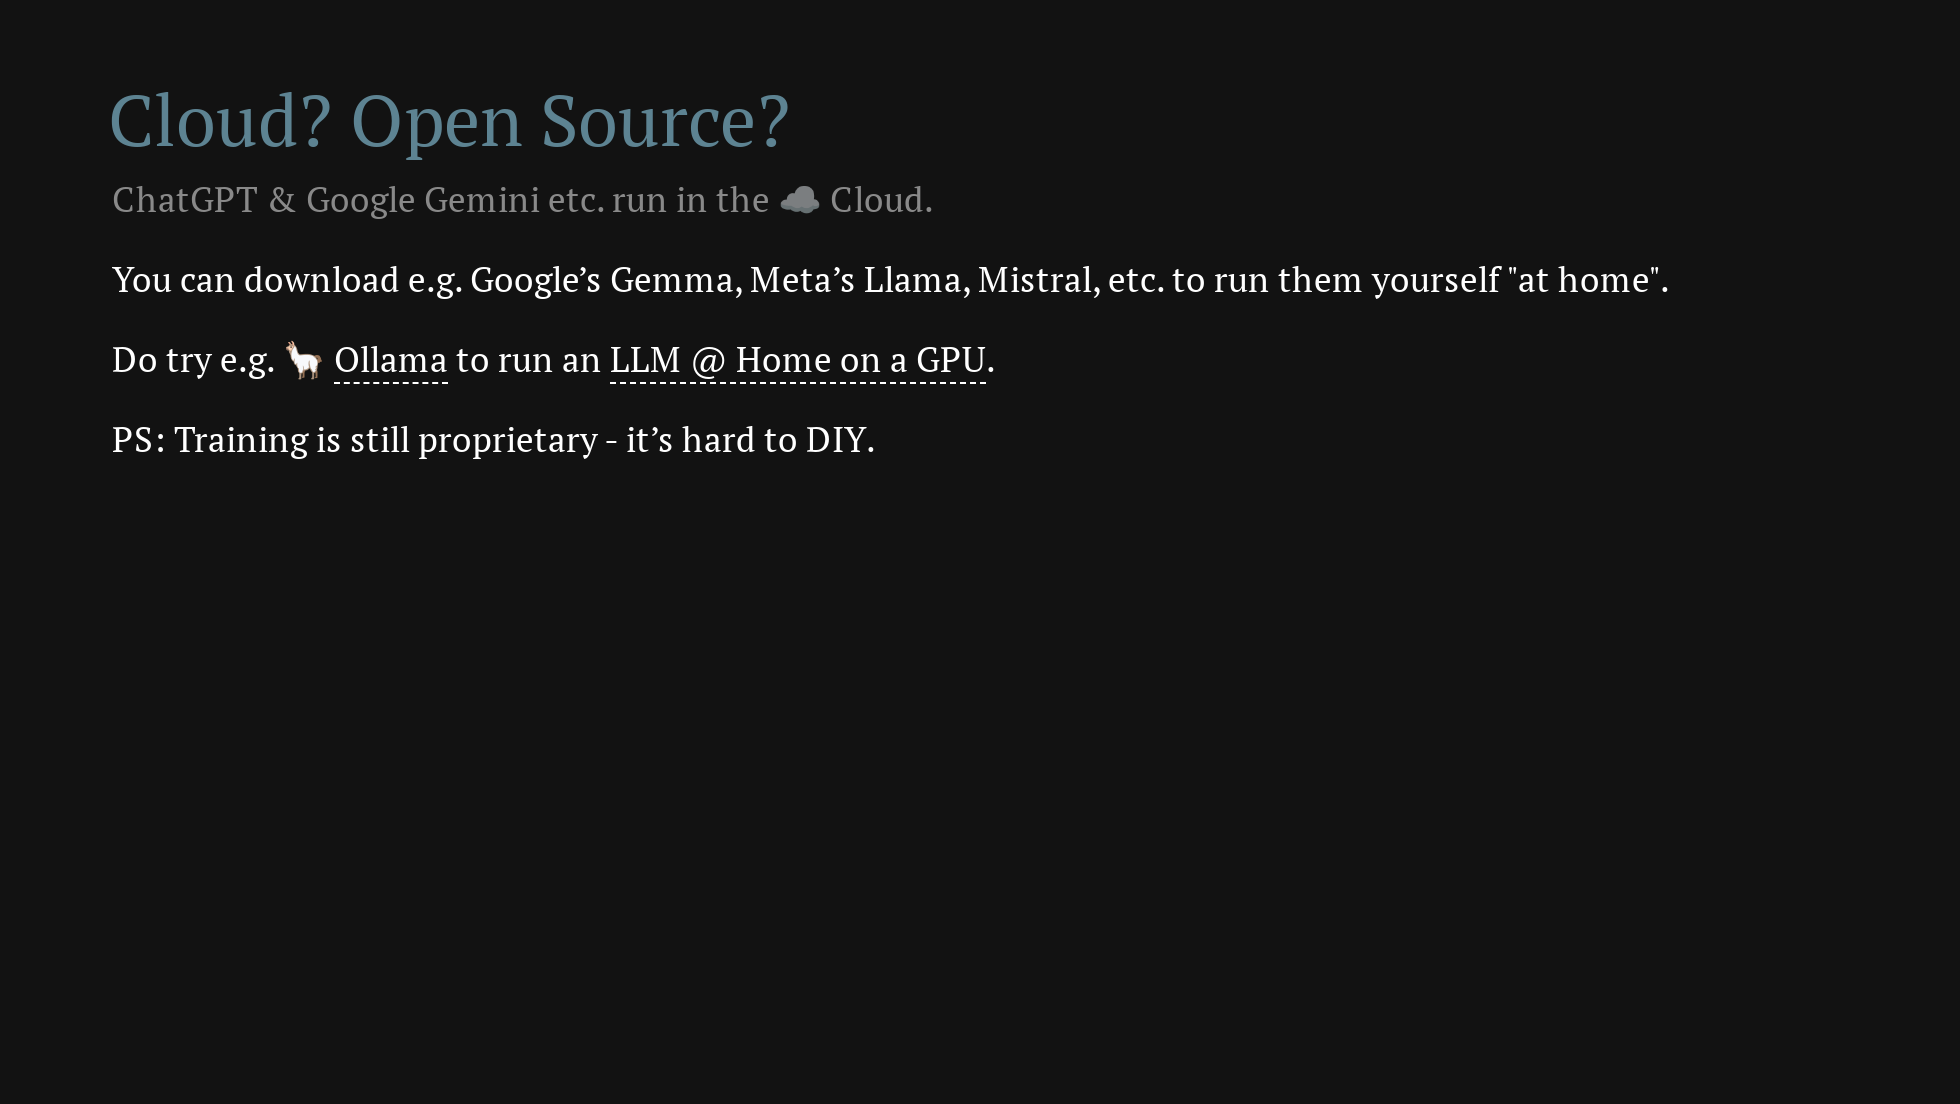 Cloud? Open Source?
ChatGPT & Google Gemini etc. run in the ☁️ Cloud.
You can download e.g. Google’s Gemma, Meta’s Llama, Mistral, etc. to run them yourself "at home".
Do try e.g. 🦙 Ollama to run an LLM @ Home on a GPU.
PS: Training is still proprietary - it’s hard to DIY.